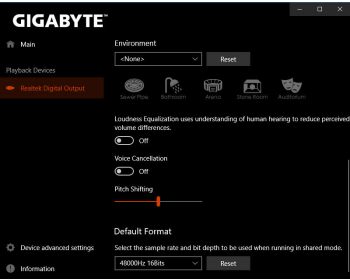 GIGABYTE™
Main
Playback Devices
Realtek Digital Output
Device advanced settings
Information
Environment
<None>
Reset
Sewer Pipe
Bathroom
Arena
Stone Room
Auditorium
Loudness Equalization uses understanding of human hearing to reduce perceived
volume differences.
Off
Voice Cancellation
Off
Pitch Shifting
Default Format
Select the sample rate and bit depth to be used when running in shared mode.
48000Hz 16Bits
Reset